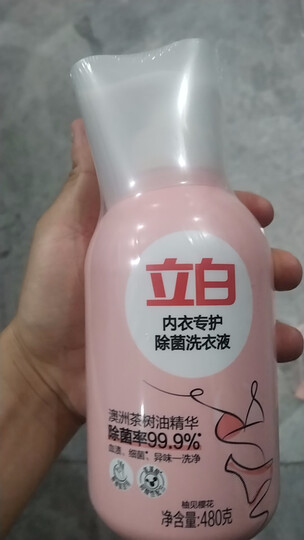 立白
内衣专护
除菌洗衣液
澳洲茶树油精华
除菌率99.9%*
血渍、细菌*、异味一洗净
柚见樱花
净含量:480克